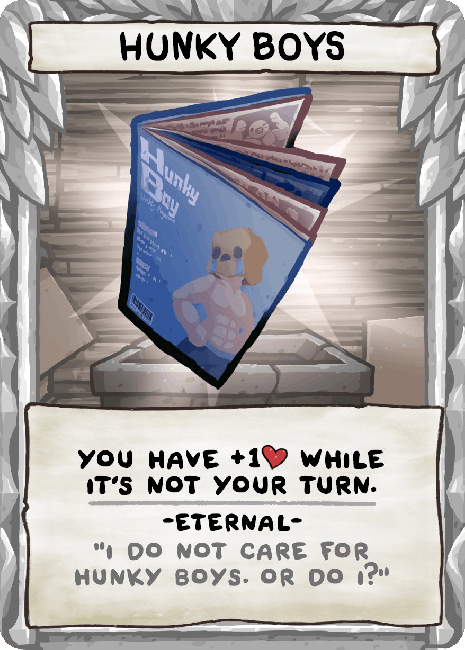 HUNKY BOYS
Hunky
Boy
YOU HAVE +1❤ WHILE
IT'S NOT YOUR TURN.
-ETERNAL-
"I DO NOT CARE FOR
HUNKY BOYS. OR DO I?"